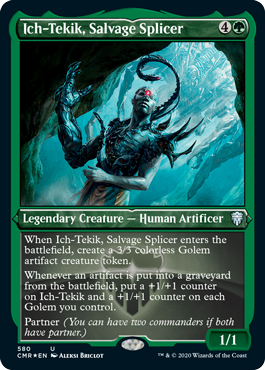 Ich-Tekik, Salvage Splicer 4
Legendary Creature — Human Artificer
When Ich-Tekik, Salvage Splicer enters the
battlefield, create a 3/3 colorless Golem
artifact creature token.
Whenever an artifact is put into a graveyard
from the battlefield, put a +1/+1 counter
on Ich-Tekik and a +1/+1 counter on each
Golem you control.
Partner (You can have two commanders if both
have partner.)
1/1
580 U
CMR ★ EN Aleksi Briclot ™ & © 2020 Wizards of the Coast